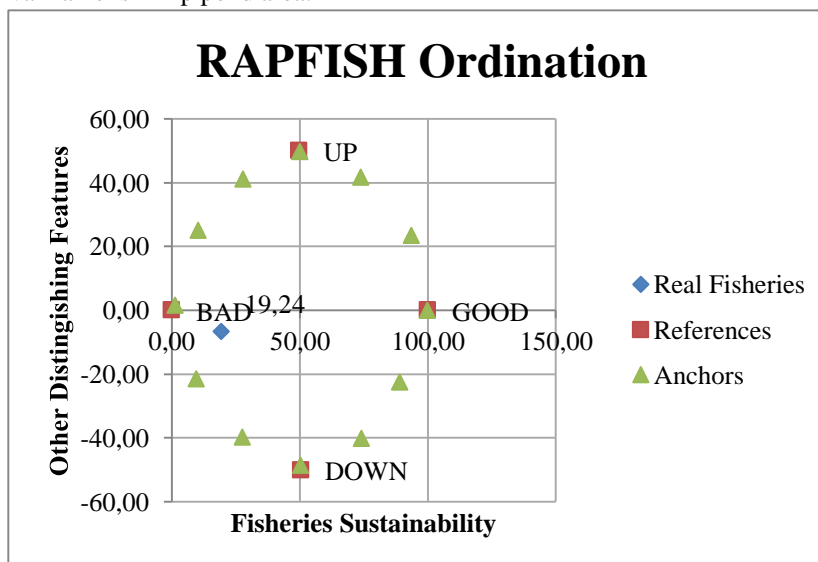 RAPFISH Ordination
60,00
40,00
20,00
0,00
-20,00
-40,00
-60,00
Other Distingishing Features
UP
BAD
19,24
GOOD
DOWN
0,00 50,00 100,00 150,00
Fisheries Sustainability
Real Fisheries
References
Anchors